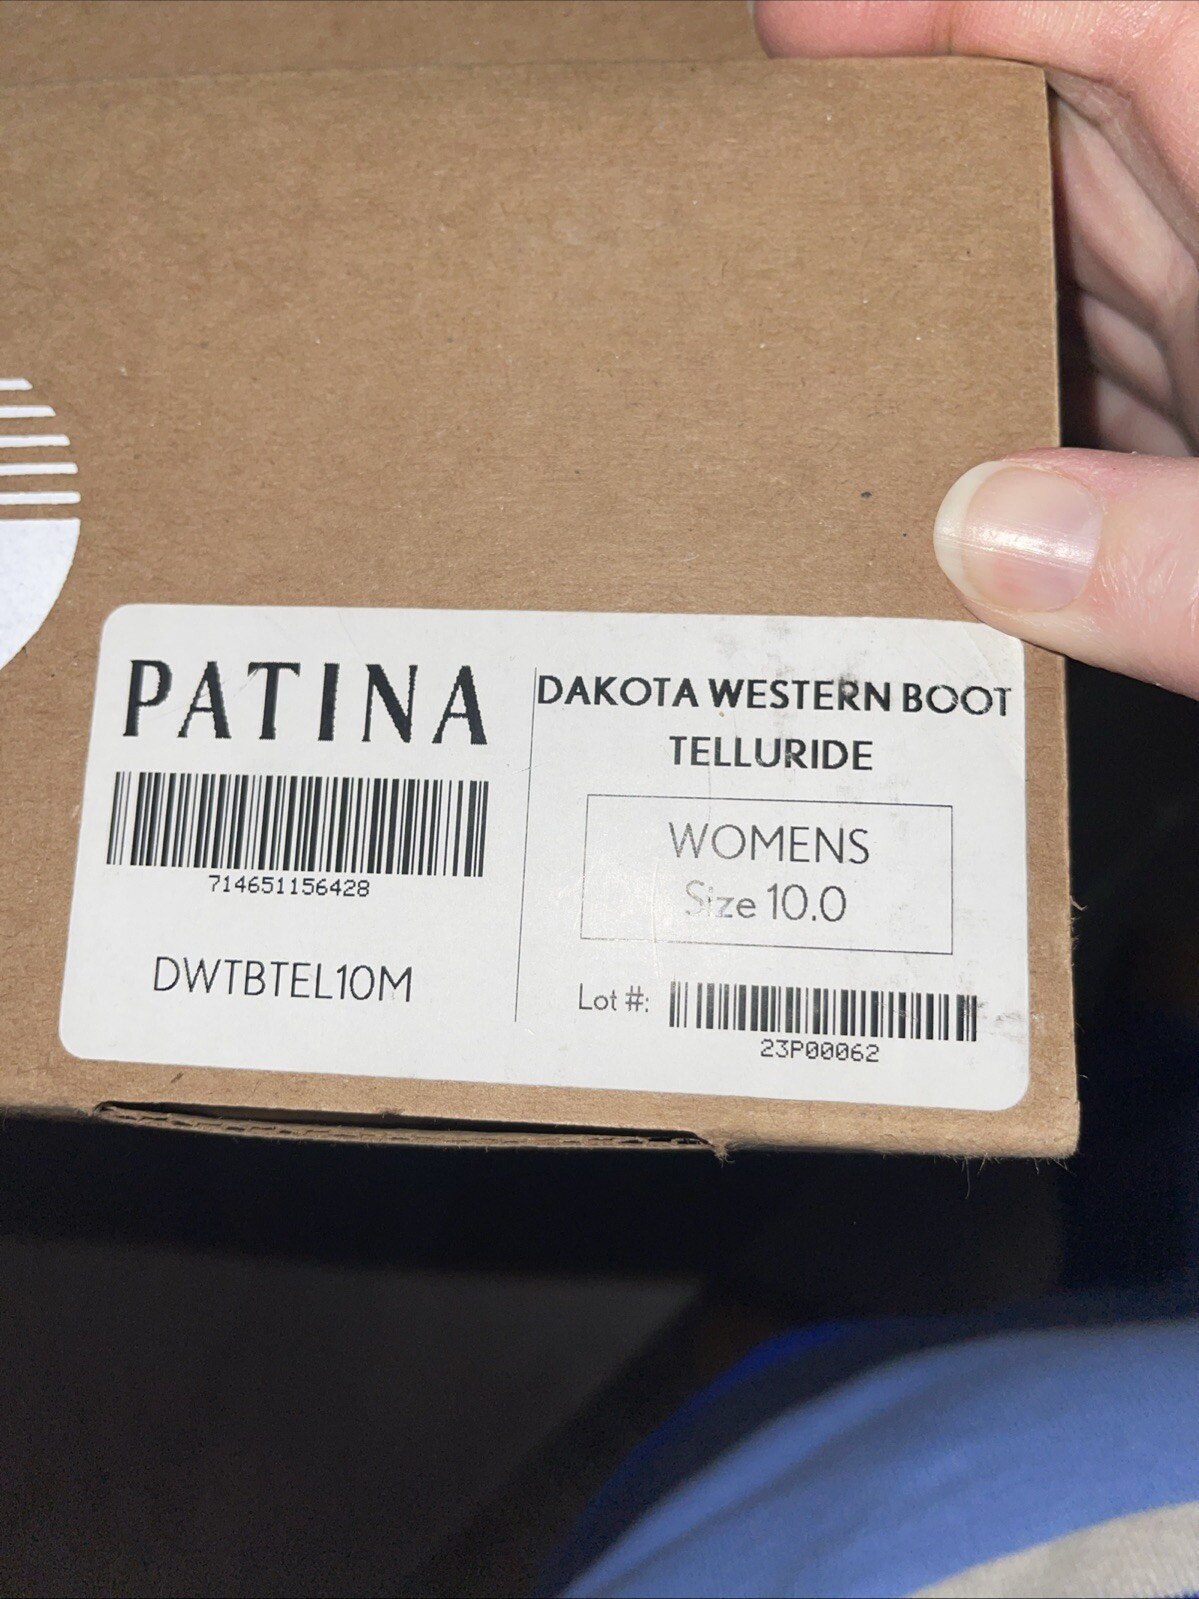 PATINA
714651156428
DWTBTEL10M
DAKOTA WESTERN BOOT
TELLURIDE
WOMENS
Size 10.0
Lot #:
23P00062